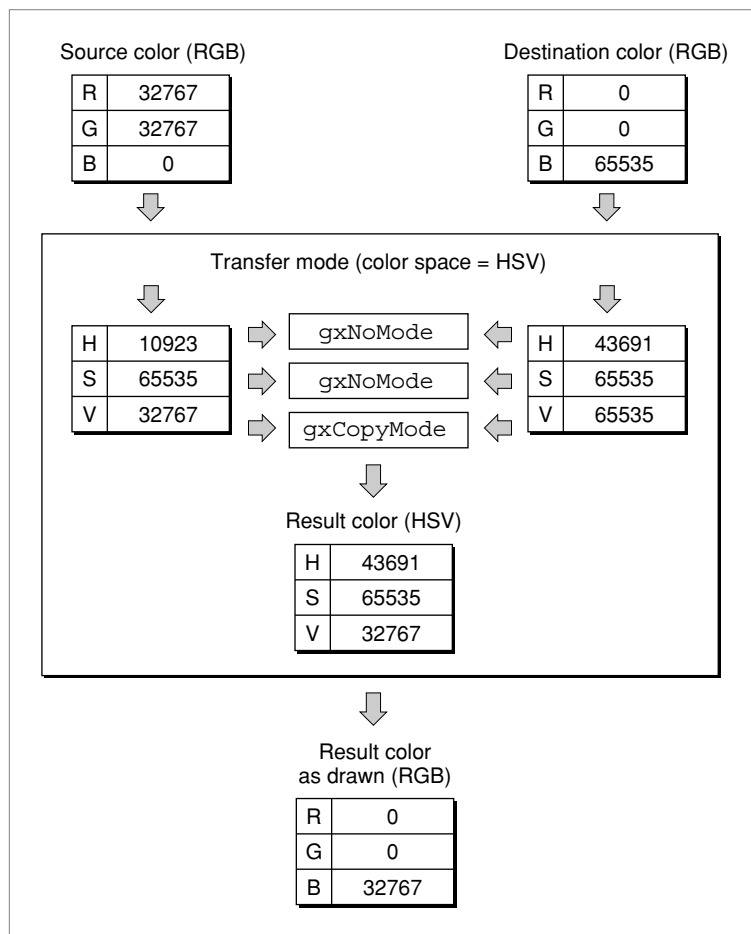 Source color (RGB)
Destination color (RGB)
R 32767
G 32767
B 0
R 0
G 0
B 65535
Transfer mode (color space = HSV)
H 10923
S 65535
V 32767
gxNoMode
gxNoMode
gxCopyMode
H 43691
S 65535
V 65535
Result color (HSV)
H 43691
S 65535
V 32767
Result color
as drawn (RGB)
R 0
G 0
B 32767